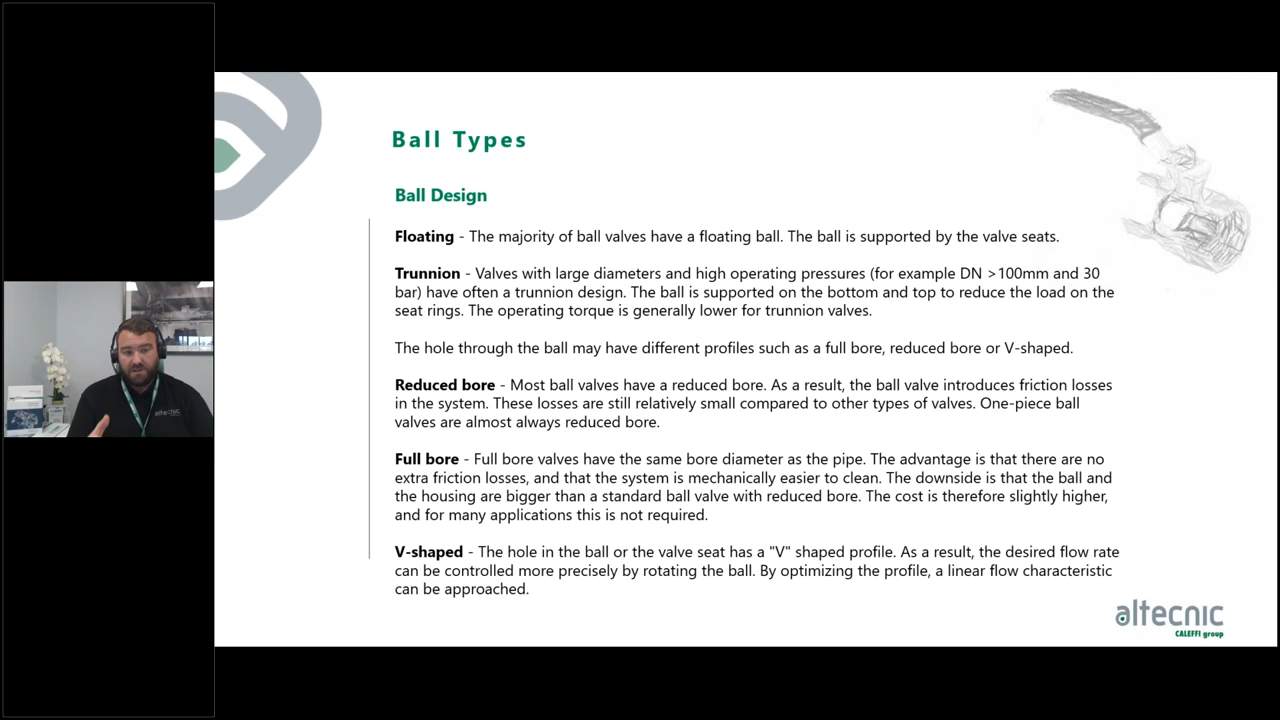 Ball Types
Ball Design
Floating - The majority of ball valves have a floating ball. The ball is supported by the valve seats.
Trunnion - Valves with large diameters and high operating pressures (for example DN >100mm and 30
bar) have often a trunnion design. The ball is supported on the bottom and top to reduce the load on the
seat rings. The operating torque is generally lower for trunnion valves.
The hole through the ball may have different profiles such as a full bore, reduced bore or V-shaped.
Reduced bore - Most ball valves have a reduced bore. As a result, the ball valve introduces friction losses
in the system. These losses are still relatively small compared to other types of valves. One-piece ball
valves are almost always reduced bore.
Full bore - Full bore valves have the same bore diameter as the pipe. The advantage is that there are no
extra friction losses, and that the system is mechanically easier to clean. The downside is that the ball and
the housing are bigger than a standard ball valve with reduced bore. The cost is therefore slightly higher,
and for many applications this is not required.
V-shaped - The hole in the ball or the valve seat has a "V" shaped profile. As a result, the desired flow rate
can be controlled more precisely by rotating the ball. By optimizing the profile, a linear flow characteristic
can be approached.
altecnic
altecnic
CALEFFI group